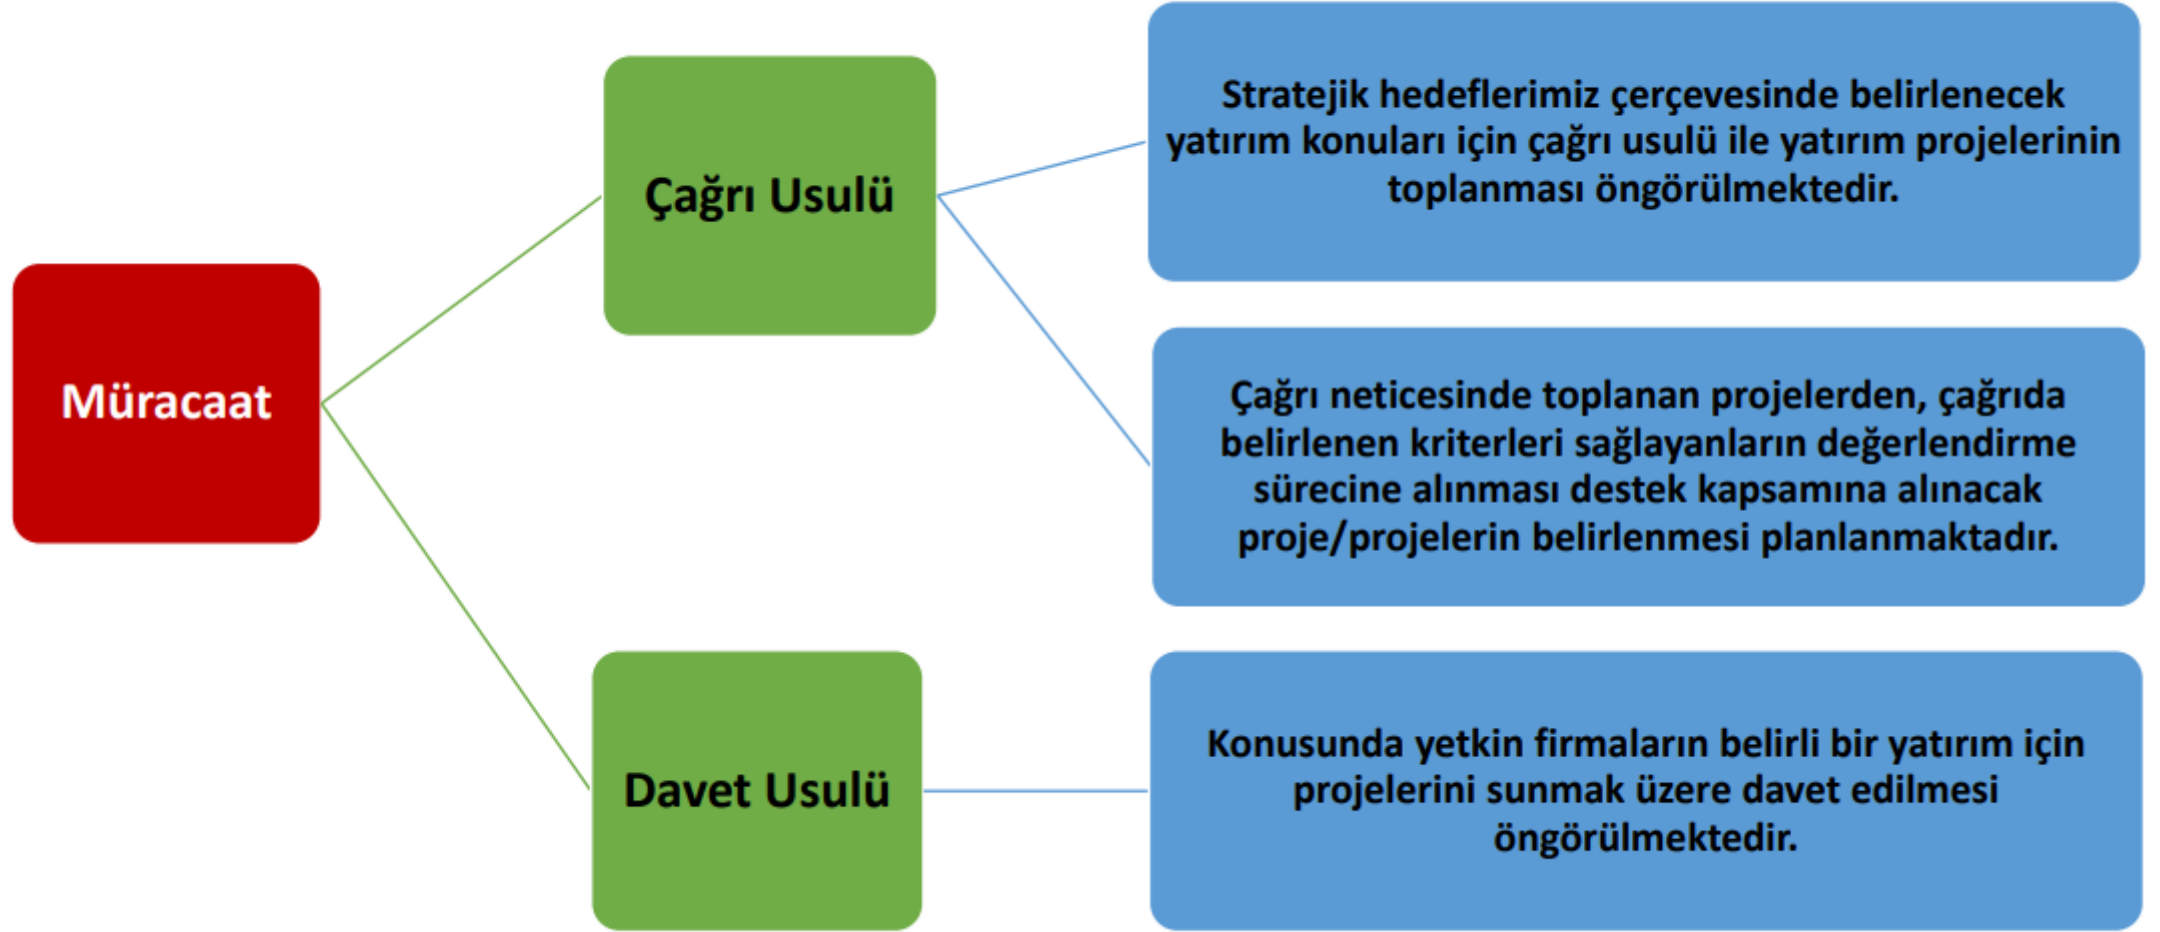 Müracaat
Çağrı Usulü
Stratejik hedeflerimiz çerçevesinde belirlenecek
yatırım konuları için çağrı usulü ile yatırım projelerinin
toplanması öngörülmektedir.
Çağrı neticesinde toplanan projelerden, çağrıda
belirlenen kriterleri sağlayanların değerlendirme
sürecine alınması destek kapsamına alınacak
proje/projelerin belirlenmesi planlanmaktadır.
Davet Usulü
Konusunda yetkin firmaların belirli bir yatırım için
projelerini sunmak üzere davet edilmesi
öngörülmektedir.